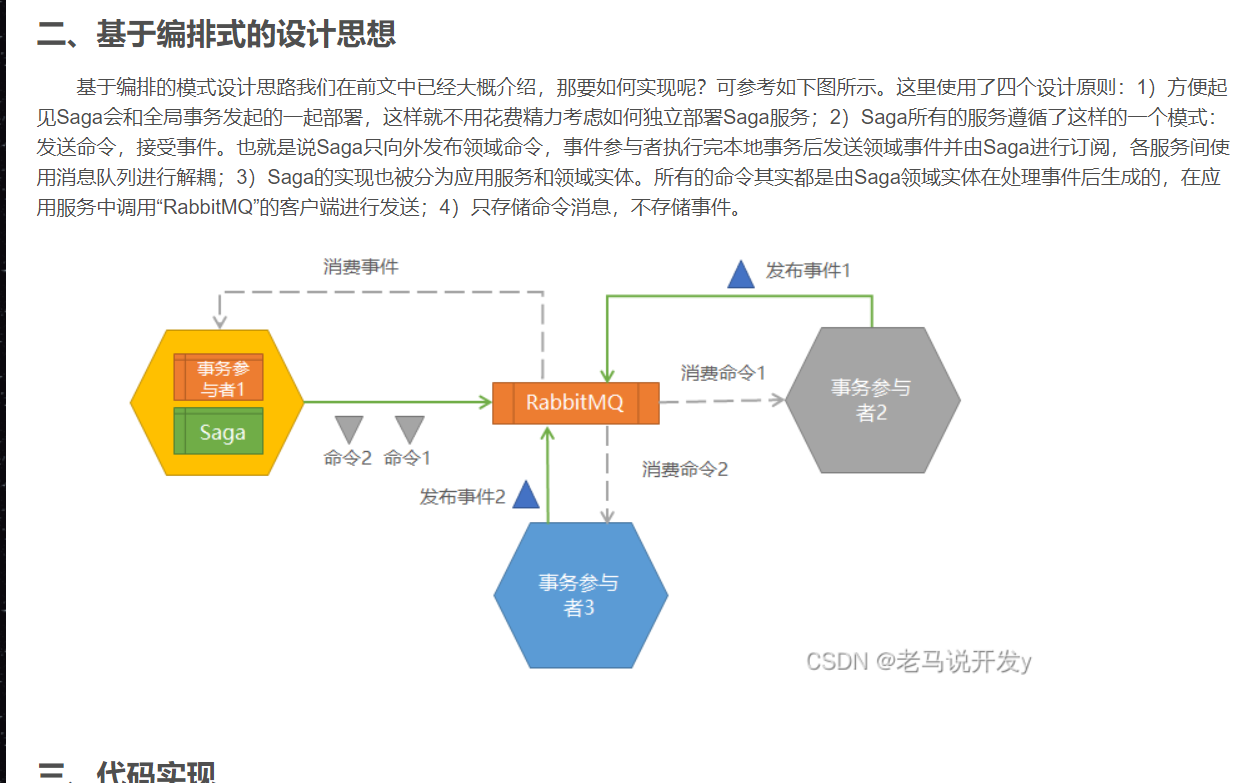 二、基于编排式的设计思想
基于编排的模式设计思路我们在前文中已经大概介绍，那要如何实现呢？可参考如下图所示。这里使用了四个设计原则：1）方便起
见Saga会和全局事务发起的一起部署，这样就不用花费精力考虑如何独立部署Saga服务；2）Saga所有的服务遵循了这样的一个模式：
发送命令，接受事件。也就是说Saga只向外发布领域命令，事件参与者执行完本地事务后发送领域事件并由Saga进行订阅，各服务间使
用消息队列进行解耦；3）Saga的实现也被分为应用服务和领域实体。所有的命令其实都是由Saga领域实体在处理事件后生成的，在应
用服务中调用“RabbitMQ”的客户端进行发送；4）只存储命令消息，不存储事件。
消费事件
发布事件1
事务参
与者1
Saga
命令2
命令1
RabbitMQ
消费命令1
事务参与
者2
消费命令2
发布事件2
事务参与
者3
CSDN @老马说开发y
三、代码实现